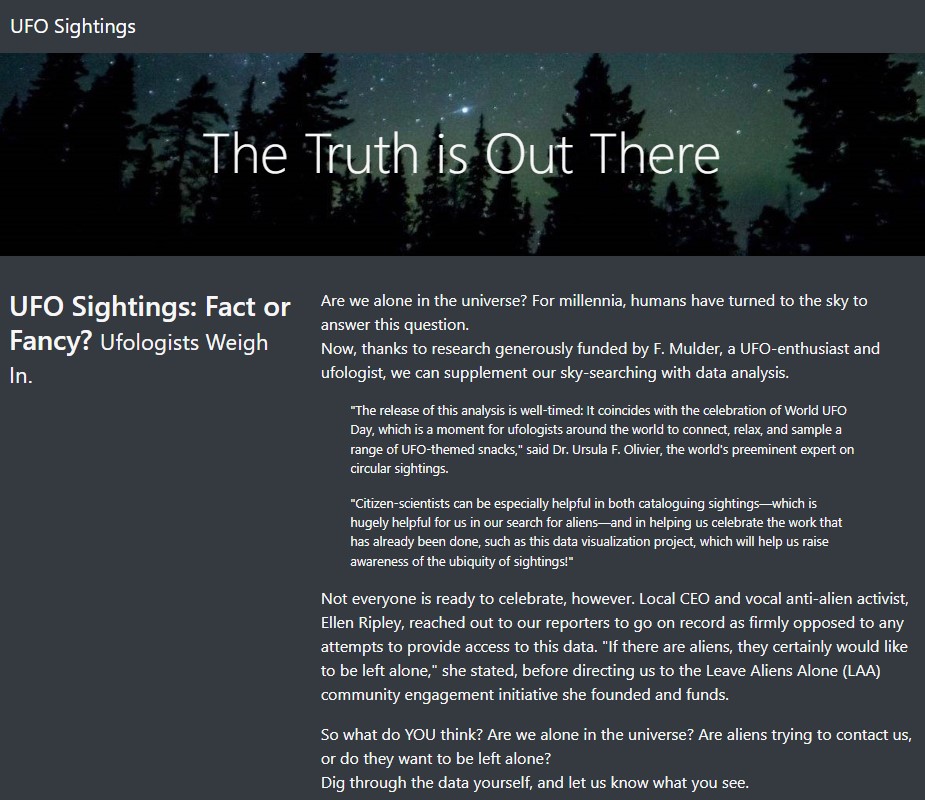 UFO Sightings
The Truth is Out There
UFO Sightings: Fact or
Fancy? Ufologists Weigh
In.
Are we alone in the universe? For millennia, humans have turned to the sky to
answer this question.
Now, thanks to research generously funded by F. Mulder, a UFO-enthusiast and
ufologist, we can supplement our sky-searching with data analysis.
"The release of this analysis is well-timed: It coincides with the celebration of World UFO
Day, which is a moment for ufologists around the world to connect, relax, and sample a
range of UFO-themed snacks," said Dr. Ursula F. Olivier, the world's preeminent expert on
circular sightings.
"Citizen-scientists can be especially helpful in both cataloguing sightings—which is
hugely helpful for us in our search for aliens—and in helping us celebrate the work that
has already been done, such as this data visualization project, which will help us raise
awareness of the ubiquity of sightings!"
Not everyone is ready to celebrate, however. Local CEO and vocal anti-alien activist,
Ellen Ripley, reached out to our reporters to go on record as firmly opposed to any
attempts to provide access to this data. "If there are aliens, they certainly would like
to be left alone," she stated, before directing us to the Leave Aliens Alone (LAA)
community engagement initiative she founded and funds.
So what do YOU think? Are we alone in the universe? Are aliens trying to contact us,
or do they want to be left alone?
Dig through the data yourself, and let us know what you see.